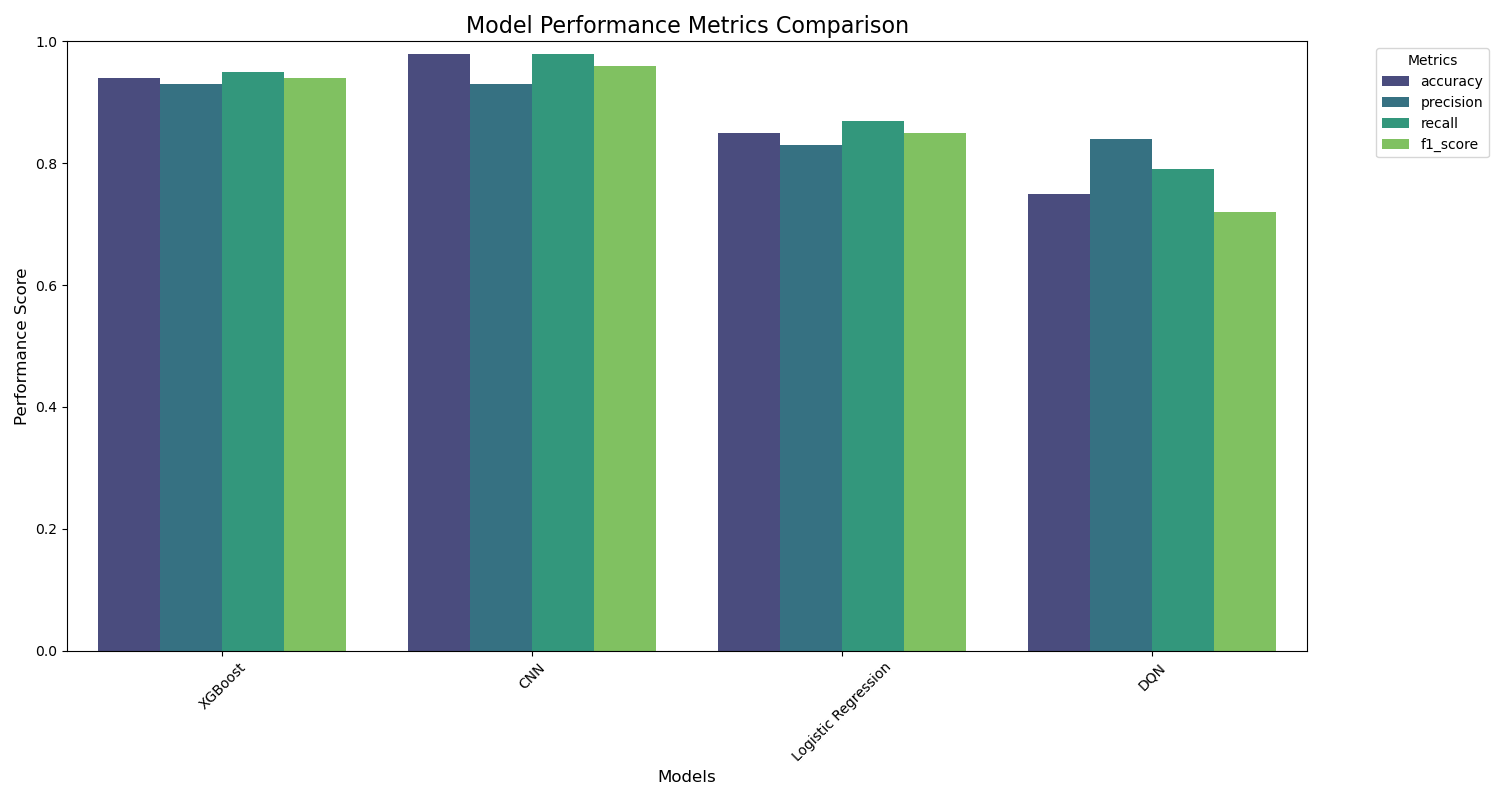 Model Performance Metrics Comparison
Performance Score
1.0
0.8
0.6
0.4
0.2
0.0
XGBoost
CNN
Logistic Regression
DQN
Models
Metrics
accuracy
precision
recall
f1_score